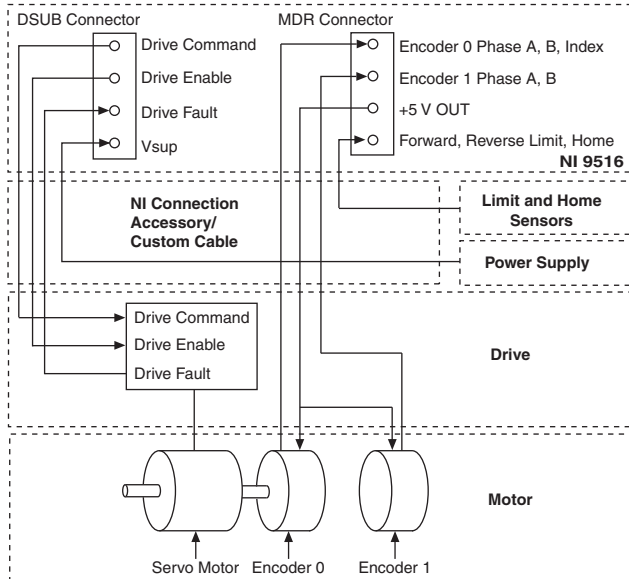 DSUB Connector
MDR Connector
Drive Command
Drive Enable
Drive Fault
Vsup
Encoder 0 Phase A, B, Index
Encoder 1 Phase A, B
+5 V OUT
Forward, Reverse Limit, Home
NI 9516
NI Connection
Accessory/
Custom Cable
Limit and Home
Sensors
Power Supply
Drive Command
Drive Enable
Drive Fault
Drive
Motor
Servo Motor
Encoder 0
Encoder 1